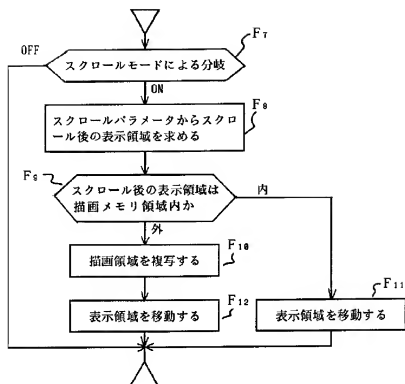 OFF
スクロールモードによる分岐
F7
ON
スクロールパラメータからスクロ
ール後の表示領域を求める
F8
F9
スクロール後の表示領域は
描画メモリ領域内か
内
外
描画領域を複写する
F10
表示領域を移動する
F12
表示領域を移動する
F11